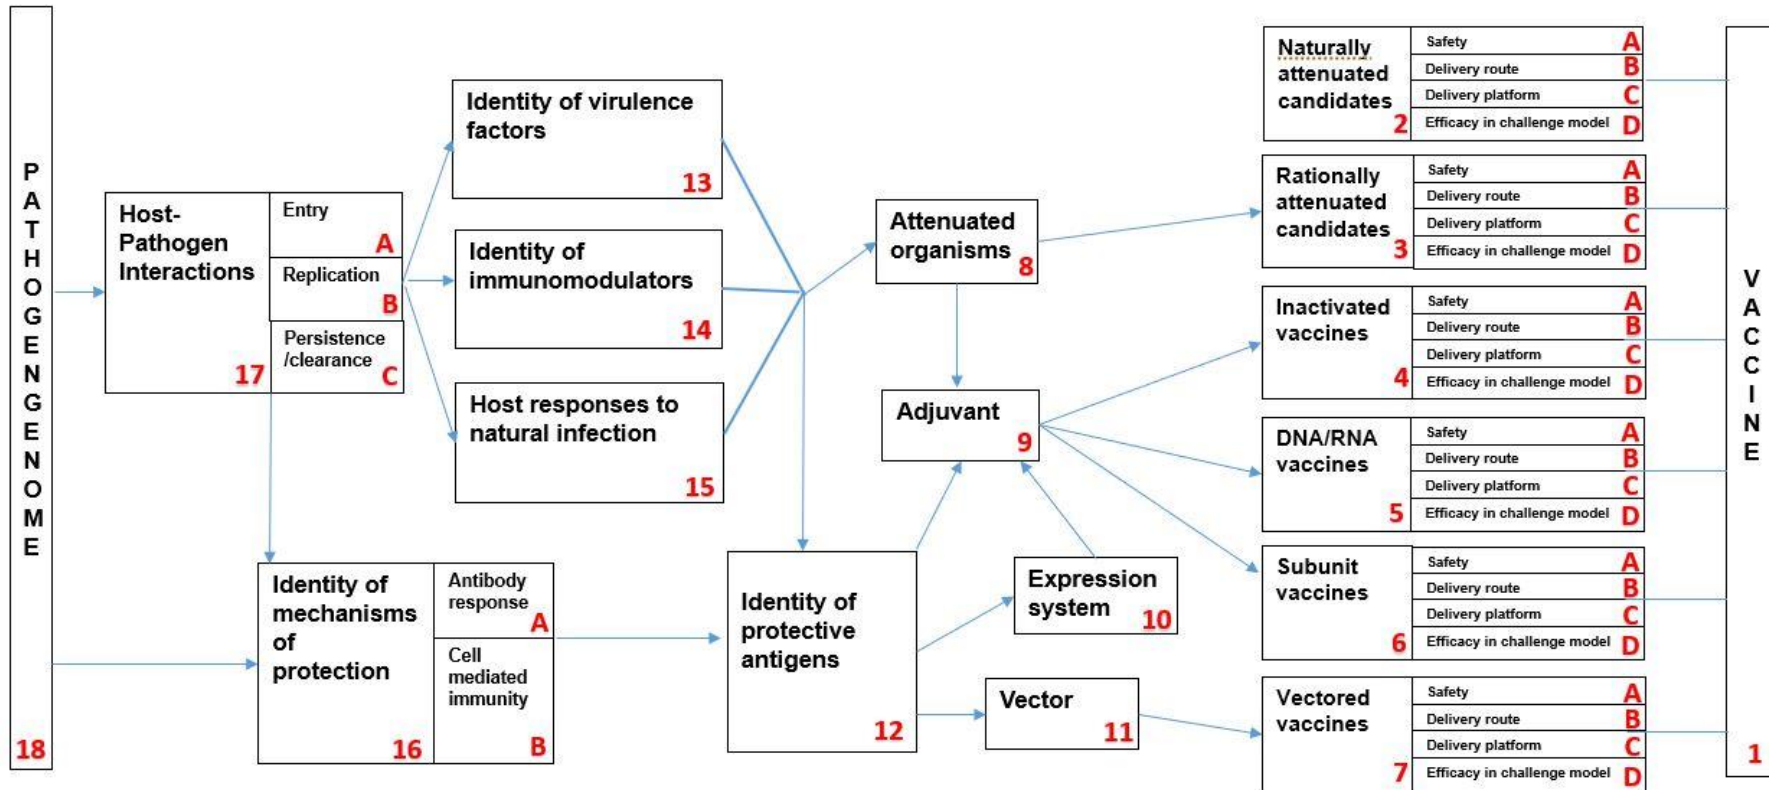 PATHOGENGENOME
18
Host-
Pathogen
Interactions
17
Entry
A
Replication
B
Persistence
/clearance
C
Identity of
mechanisms
of
protection
16
Antibody
response
A
Cell
mediated
immunity
B
Identity of virulence
factors
13
Identity of
immunomodulators
14
Host responses to
natural infection
15
Identity of
protective
antigens
12
Attenuated
organisms
8
Adjuvant
9
Expression
system
10
Vector
11
Naturally
attenuated
candidates
2
Safety A
Delivery route B
Delivery platform C
Efficacy in challenge model D
Rationally
attenuated
candidates
3
Safety A
Delivery route B
Delivery platform C
Efficacy in challenge model D
Inactivated
vaccines
4
Safety A
Delivery route B
Delivery platform C
Efficacy in challenge model D
DNA/RNA
vaccines
5
Safety A
Delivery route B
Delivery platform C
Efficacy in challenge model D
Subunit
vaccines
6
Safety A
Delivery route B
Delivery platform C
Efficacy in challenge model D
Vectored
vaccines
7
Safety A
Delivery route B
Delivery platform C
Efficacy in challenge model D
VACCINE
1